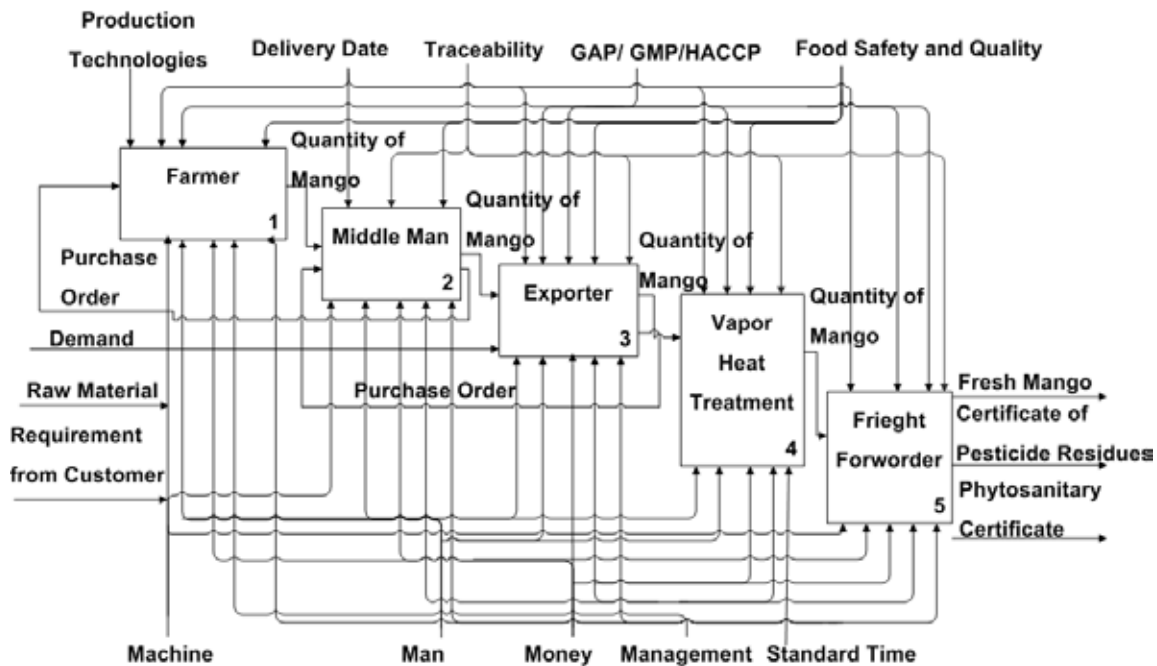 Production
Technologies
Delivery Date
Traceability
GAP/ GMP/HACCP
Food Safety and Quality
Farmer
1
Quantity of
Mango
Middle Man
2
Quantity of
Mango
Exporter
3
Quantity of
Mango
Vapor
Heat
Treatment
4
Quantity of
Mango
Frieght
Forworder
5
Purchase
Order
Demand
Purchase Order
Raw Material
Requirement
from Customer
Fresh Mango
Certificate of
Pesticide Residues
Phytosanitary
Certificate
Machine
Man
Money
Management
Standard Time